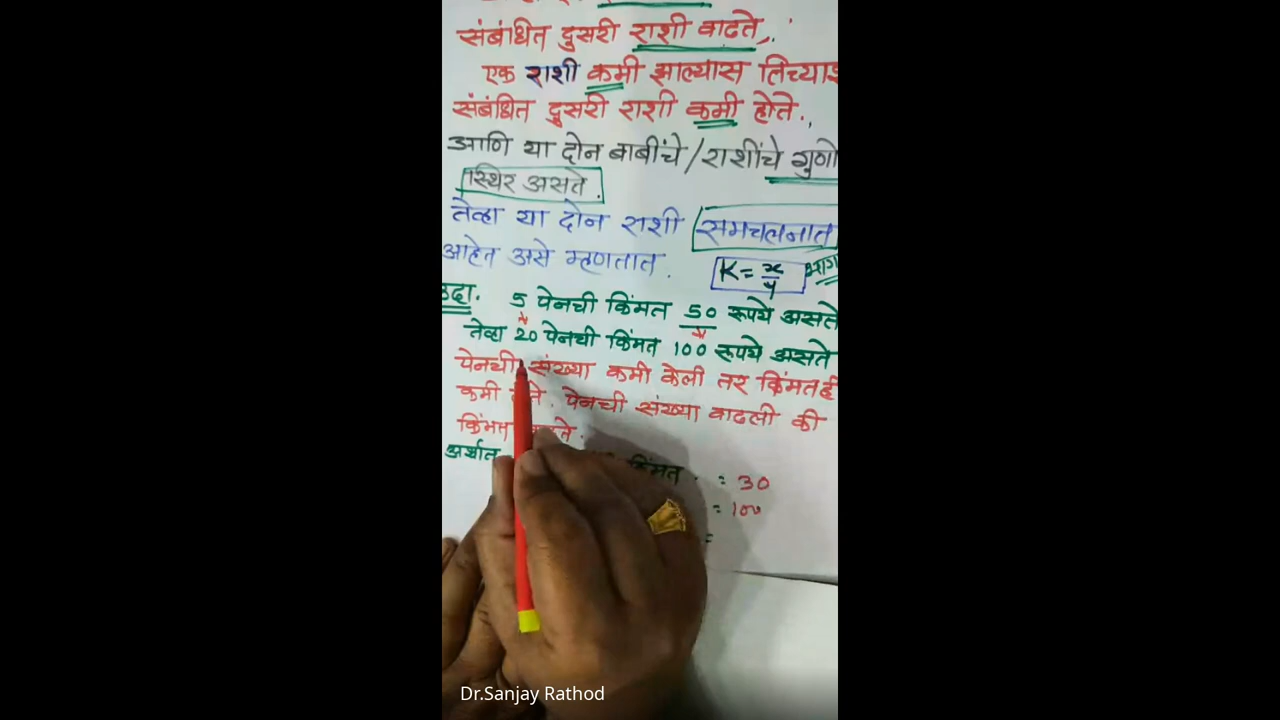 संबंधित दुसरी राशी वाढते.
एक राशी कमी झाल्यास तिच्याश
संबंधित दुसरी राशी कमी होते.
आणि या दोन बाबींचे/राशींचे गुणो
स्थिर असते.
तेव्हा या दोन राशी समचलनात
आहेत असे म्हणतात. K = x/y भाग
उदा. 5 पेनची किंमत 50 रूपये असते
तेव्हा 20 पेनची किंमत 100 रूपये असते
पेनची संख्या कमी केली तर किंमतही
कमी पेनची संख्या वाढली की
किंमत
अर्थात किंमत : 30
= 100
=
Dr.Sanjay Rathod